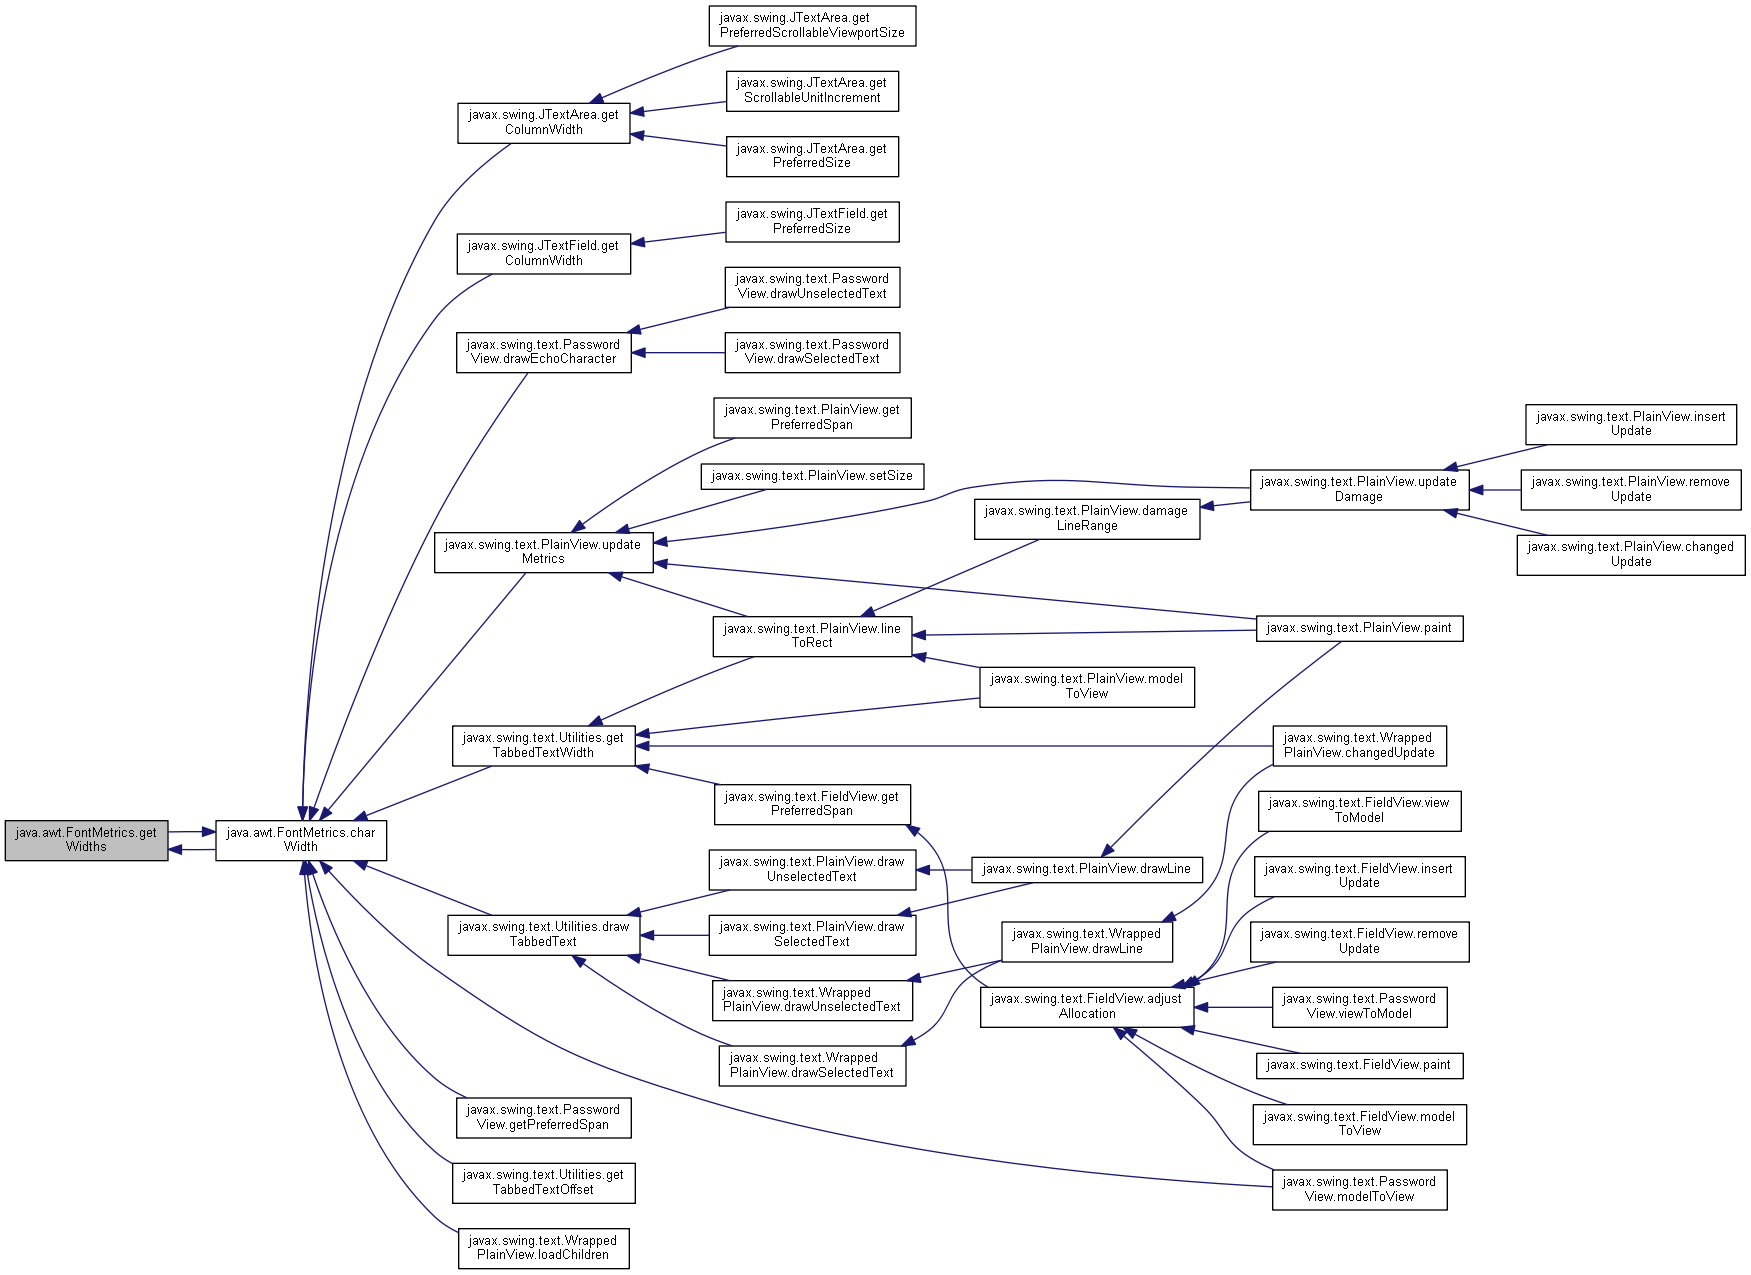 javax.swing.JTextArea.get
PreferredScrollableViewportSize
javax.swing.JTextArea.get
ScrollableUnitIncrement
javax.swing.JTextArea.get
ColumnWidth
javax.swing.JTextArea.get
PreferredSize
javax.swing.JTextField.get
PreferredSize
javax.swing.JTextField.get
ColumnWidth
javax.swing.text.Password
View.drawUnselectedText
javax.swing.text.Password
View.drawEchoCharacter
javax.swing.text.Password
View.drawSelectedText
javax.swing.text.PlainView.get
PreferredSpan
javax.swing.text.PlainView.insert
Update
javax.swing.text.PlainView.setSize
javax.swing.text.PlainView.update
Damage
javax.swing.text.PlainView.remove
Update
javax.swing.text.PlainView.damage
LineRange
javax.swing.text.PlainView.update
Metrics
javax.swing.text.PlainView.changed
Update
javax.swing.text.PlainView.line
ToRect
javax.swing.text.PlainView.paint
javax.swing.text.PlainView.model
ToView
javax.swing.text.Utilities.get
TabbedTextWidth
javax.swing.text.Wrapped
PlainView.changedUpdate
javax.swing.text.FieldView.get
PreferredSpan
javax.swing.text.FieldView.view
ToModel
java.awt.FontMetrics.get
Widths
java.awt.FontMetrics.char
Width
javax.swing.text.PlainView.draw
UnselectedText
javax.swing.text.PlainView.drawLine
javax.swing.text.FieldView.insert
Update
javax.swing.text.Utilities.draw
TabbedText
javax.swing.text.PlainView.draw
SelectedText
javax.swing.text.Wrapped
PlainView.drawLine
javax.swing.text.FieldView.remove
Update
javax.swing.text.Wrapped
PlainView.drawUnselectedText
javax.swing.text.FieldView.adjust
Allocation
javax.swing.text.Password
View.viewToModel
javax.swing.text.Wrapped
PlainView.drawSelectedText
javax.swing.text.FieldView.paint
javax.swing.text.Password
View.getPreferredSpan
javax.swing.text.FieldView.model
ToView
javax.swing.text.Utilities.get
TabbedTextOffset
javax.swing.text.Password
View.modelToView
javax.swing.text.Wrapped
PlainView.loadChildren